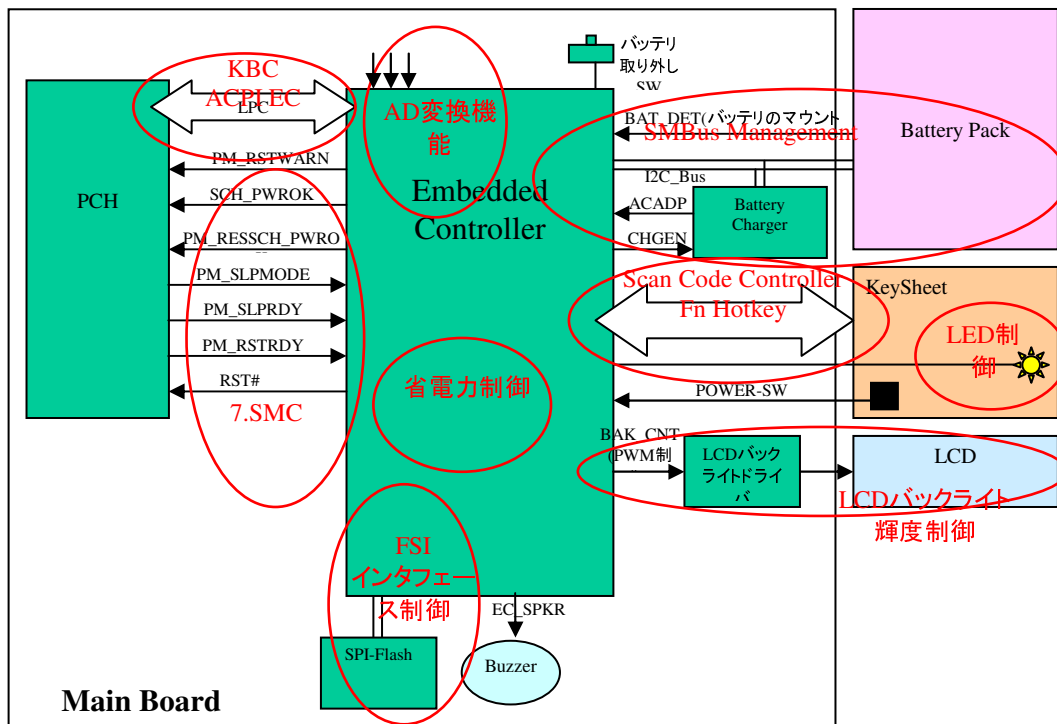 KBC
ACPI EC
LPC
AD変換機
能
バッテリ
取り外し
SW
BAT_DET(バッテリのマウント
SMBus Management
Battery Pack
PCH
PM_RSTWARN
SCH_PWROK
PM_RESSCH_PWRO
PM_SLPMODE
PM_SLPRDY
PM_RSTRDY
RST#
7.SMC
Embedded
Controller
I2C_Bus
ACADP
CHGEN
Battery
Charger
Scan Code Controller
Fn Hotkey
KeySheet
LED制
御
POWER-SW
省電力制御
BAK_CNT
(PWM制
LCDバック
ライトドライ
バ
LCD
LCDバックライト
輝度制御
FSI
インタフェー
ス制御
EC_SPKR
SPI-Flash
Buzzer
Main Board